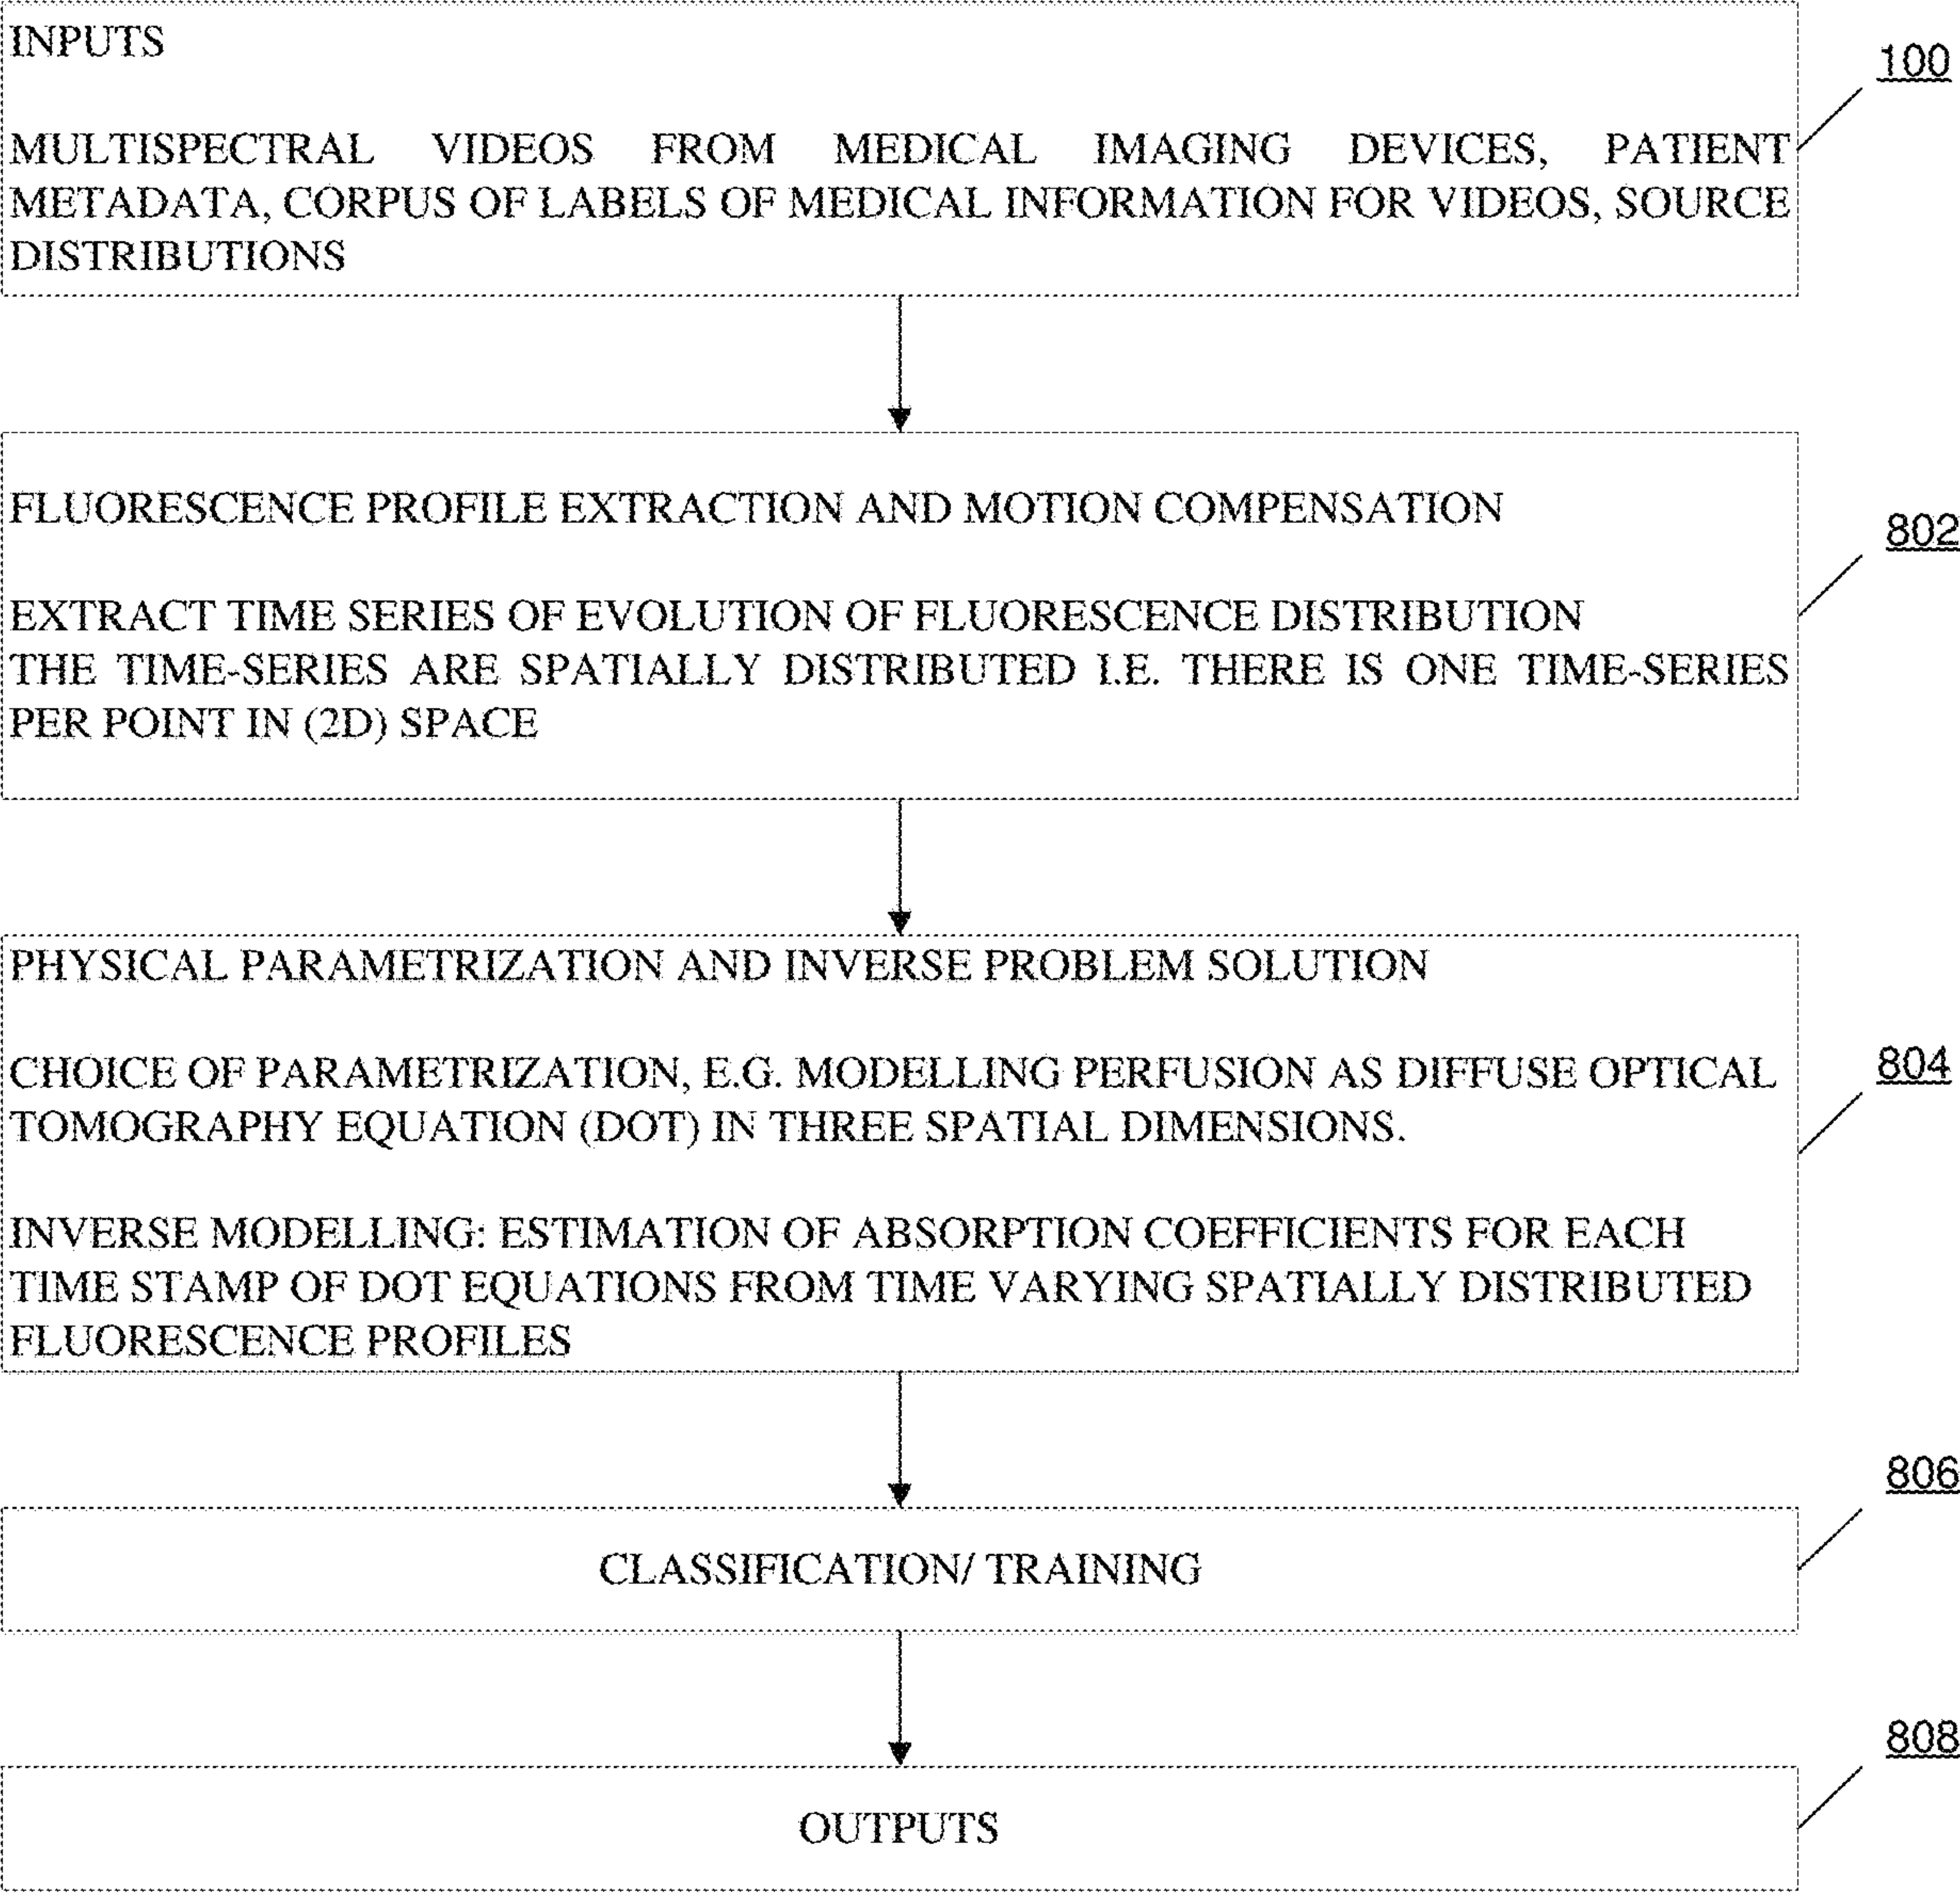 INPUTS
100
MULTISPECTRAL VIDEOS FROM MEDICAL IMAGING DEVICES, PATIENT
METADATA, CORPUS OF LABELS OF MEDICAL INFORMATION FOR VIDEOS, SOURCE
DISTRIBUTIONS
FLUORESCENCE PROFILE EXTRACTION AND MOTION COMPENSATION
802
EXTRACT TIME SERIES OF EVOLUTION OF FLUORESCENCE DISTRIBUTION
THE TIME-SERIES ARE SPATIALLY DISTRIBUTED I.E. THERE IS ONE TIME-SERIES
PER POINT IN (2D) SPACE
PHYSICAL PARAMETRIZATION AND INVERSE PROBLEM SOLUTION
804
CHOICE OF PARAMETRIZATION, E.G. MODELLING PERFUSION AS DIFFUSE OPTICAL
TOMOGRAPHY EQUATION (DOT) IN THREE SPATIAL DIMENSIONS.
INVERSE MODELLING: ESTIMATION OF ABSORPTION COEFFICIENTS FOR EACH
TIME STAMP OF DOT EQUATIONS FROM TIME VARYING SPATIALLY DISTRIBUTED
FLUORESCENCE PROFILES
806
CLASSIFICATION/ TRAINING
808
OUTPUTS